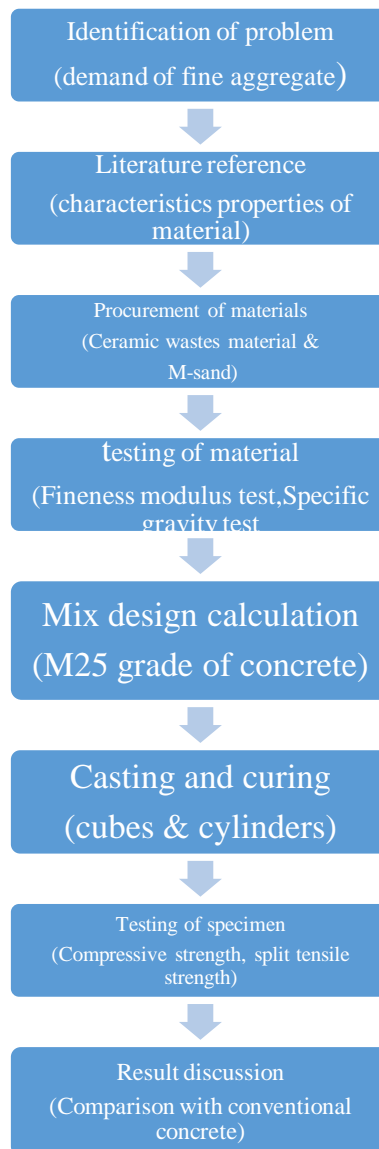 Identification of problem
(demand of fine aggregate)
Literature reference
(characteristics properties of
material)
Procurement of materials
(Ceramic wastes material &
M-sand)
testing of material
(Fineness modulus test,Specific
gravity test
Mix design calculation
(M25 grade of concrete)
Casting and curing
(cubes & cylinders)
Testing of specimen
(Compressive strength, split tensile
strength)
Result discussion
(Comparison with conventional
concrete)